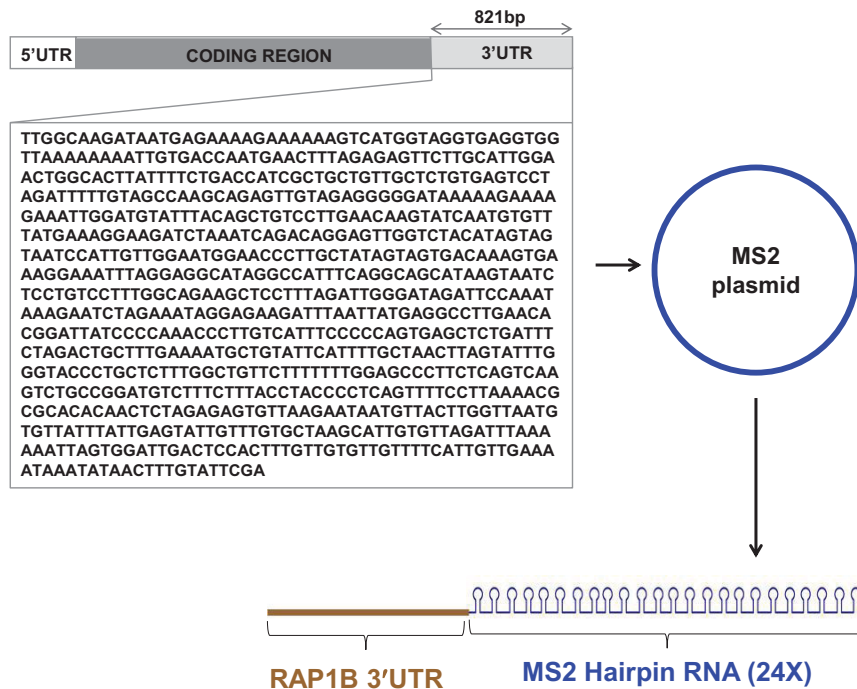 821bp
5'UTR CODING REGION 3'UTR
TTGGCAAGATAATGAGAAAAGAAAAAAGTCATGGTAGGTGAGGTGG
TTAAAAAAAATTGTGACCAATGAACTTTAGAGAGTTCTTGCATTGGA
ACTGGCACTTATTTTCTGACCATCGCTGCTGTTGCTCTGTGAGTCCT
AGATTTTTGTAGCCAAGCAGAGTTGTAGAGGGGGATAAAAAGAAAA
GAAATTGGATGTATTTACAGCTGTCCTTGAACAAGTATCAATGTGTT
TATGAAAGGAAGATCTAAATCAGACAGGAGTTGGTCTACATAGTAG
TAATCCATTGTTGGAATGGAACCCTTGCTATAGTAGTGACAAAGTGA
AAGGAAATTTAGGAGGCATAGGCCATTTCAGGCAGCATAAGTAATC
TCCTGTCCTTTGGCAGAAGCTCCTTTAGATTGGGATAGATTCCAAAT
AAAGAATCTAGAAATAGGAGAAGATTTAATTATGAGGCCTTGAACA
CGGATTATCCCCAAACCCTTGTCATTTCCCCCAGTGAGCTCTGATTT
CTAGACTGCTTTGAAAATGCTGTATTCATTTTGCTAACTTAGTATTTG
GGTACCCTGCTCTTTGGCTGTTCTTTTTTTGGAGCCCTTCTCAGTCAA
GTCTGCCGGATGTCTTTCTTTACCTACCCCTCAGTTTTCCTTAAAACG
CGCACACAACTCTAGAGAGTGTTAAGAATAATGTTACTTGGTTAATG
TGTTATTTATTGAGTATTGTTTGTGCTAAGCATTGTGTTAGATTTAAA
AAATTAGTGGATTGACTCCACTTTGTTGTGTTGTTTTCATTGTTGAAA
ATAAATATAACTTTGTATTCGA
MS2
plasmid
RAP1B 3'UTR MS2 Hairpin RNA (24X)